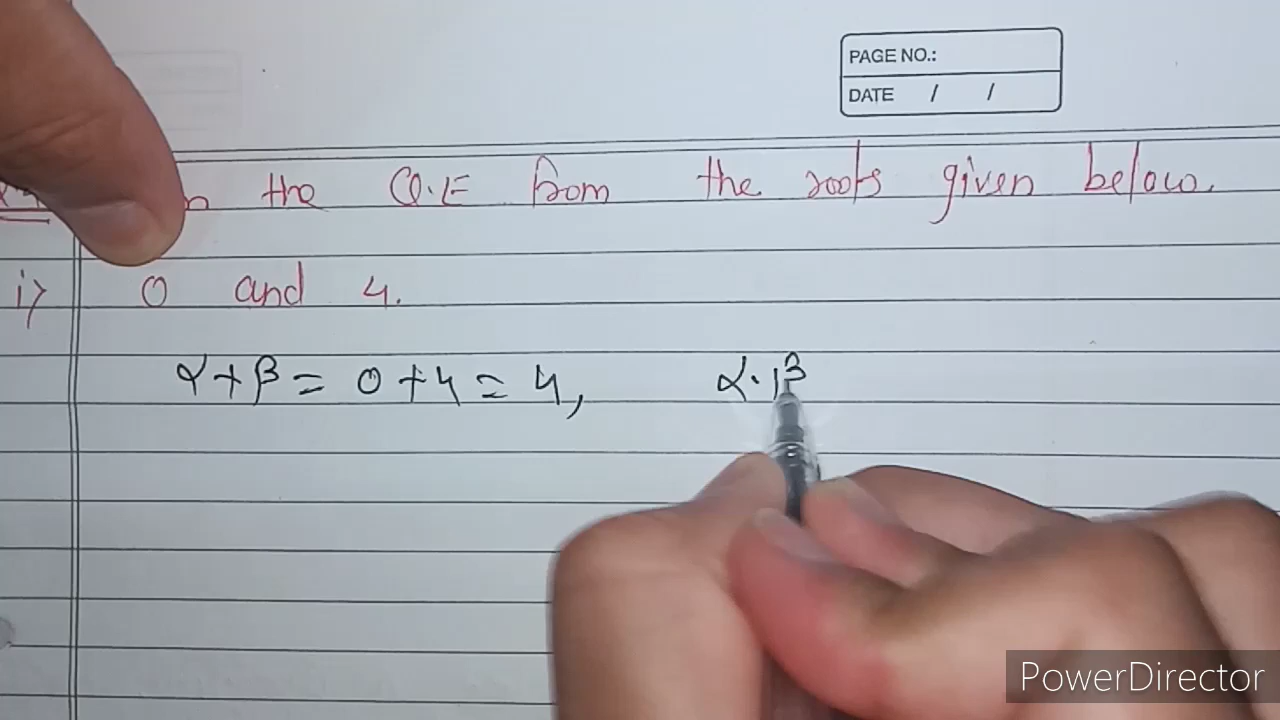 PAGE NO.:
DATE / /
the Q.E from the roots given below.
i) 0 and 4.
α+β = 0+4 = 4, α·β
PowerDirector